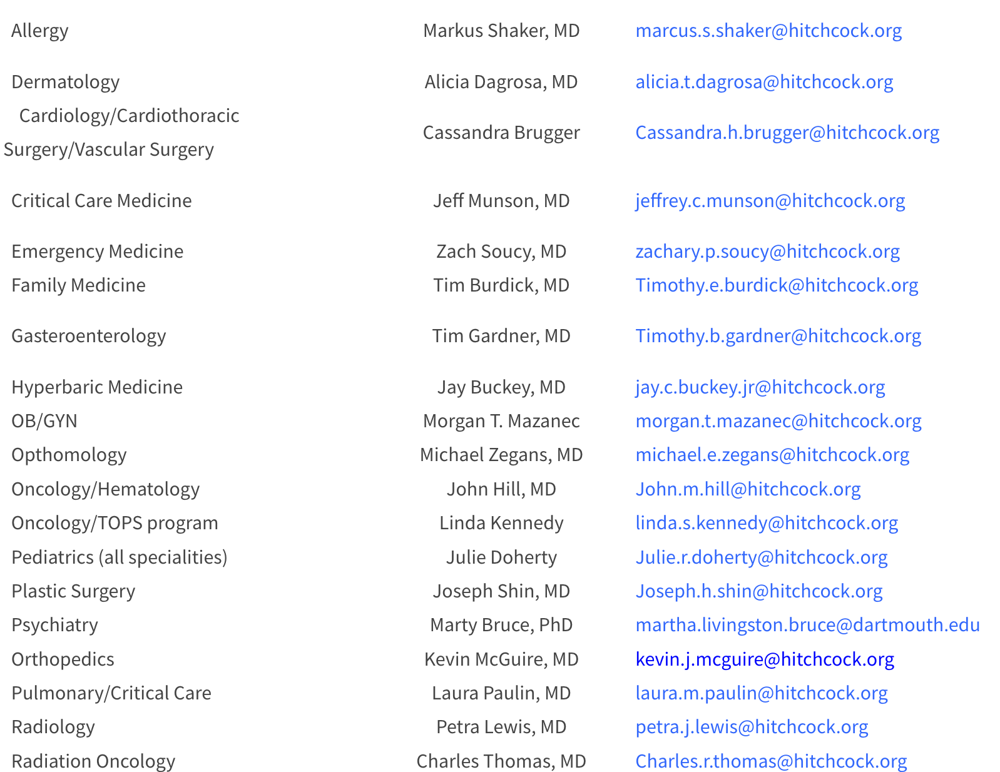 Allergy Markus Shaker, MD marcus.s.shaker@hitchcock.org
Dermatology Alicia Dagrosa, MD alicia.t.dagrosa@hitchcock.org
Cardiology/Cardiothoracic
Cassandra Brugger Cassandra.h.brugger@hitchcock.org
Surgery/Vascular Surgery
Critical Care Medicine Jeff Munson, MD jeffrey.c.munson@hitchcock.org
Emergency Medicine Zach Soucy, MD zachary.p.soucy@hitchcock.org
Family Medicine Tim Burdick, MD Timothy.e.burdick@hitchcock.org
Gasteroenterology Tim Gardner, MD Timothy.b.gardner@hitchcock.org
Hyperbaric Medicine Jay Buckey, MD jay.c.buckey.jr@hitchcock.org
OB/GYN Morgan T. Mazanec morgan.t.mazanec@hitchcock.org
Opthomology Michael Zegans, MD michael.e.zegans@hitchcock.org
Oncology/Hematology John Hill, MD John.m.hill@hitchcock.org
Oncology/TOPS program Linda Kennedy linda.s.kennedy@hitchcock.org
Pediatrics (all specialities) Julie Doherty Julie.r.doherty@hitchcock.org
Plastic Surgery Joseph Shin, MD Joseph.h.shin@hitchcock.org
Psychiatry Marty Bruce, PhD martha.livingston.bruce@dartmouth.edu
Orthopedics Kevin McGuire, MD kevin.j.mcguire@hitchcock.org
Pulmonary/Critical Care Laura Paulin, MD laura.m.paulin@hitchcock.org
Radiology Petra Lewis, MD petra.j.lewis@hitchcock.org
Radiation Oncology Charles Thomas, MD Charles.r.thomas@hitchcock.org